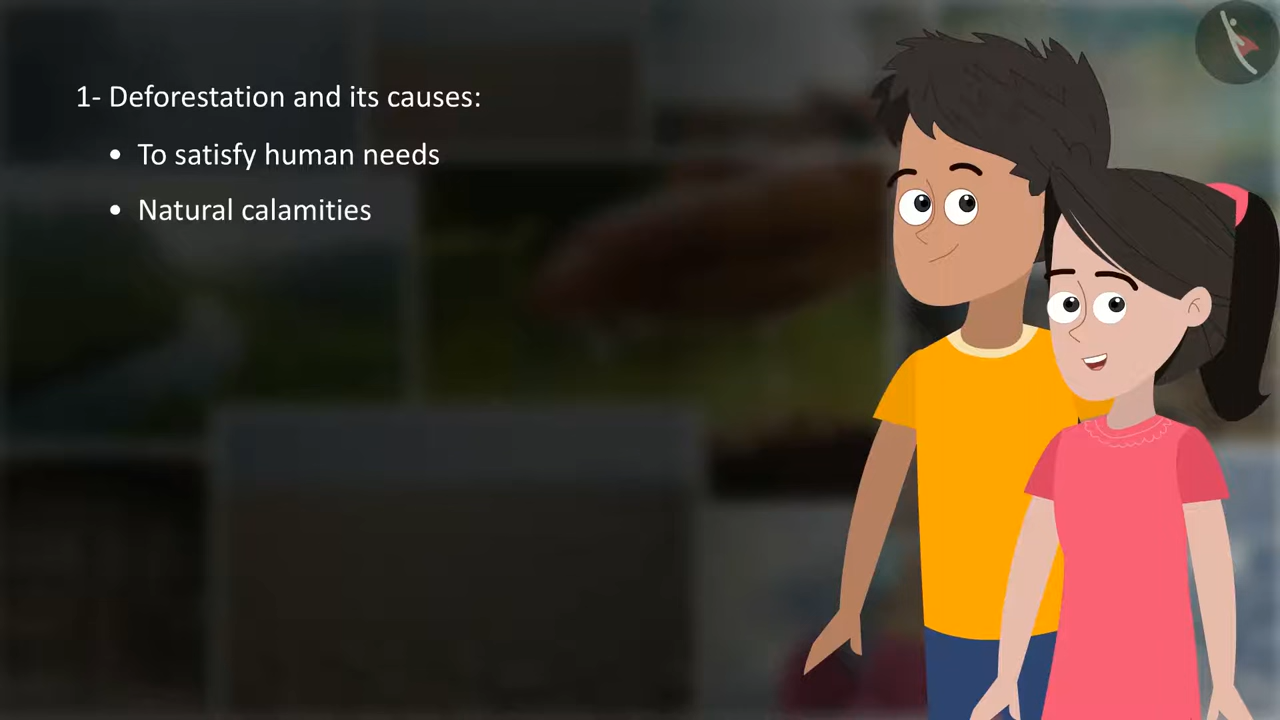 1- Deforestation and its causes:
• To satisfy human needs
• Natural calamities